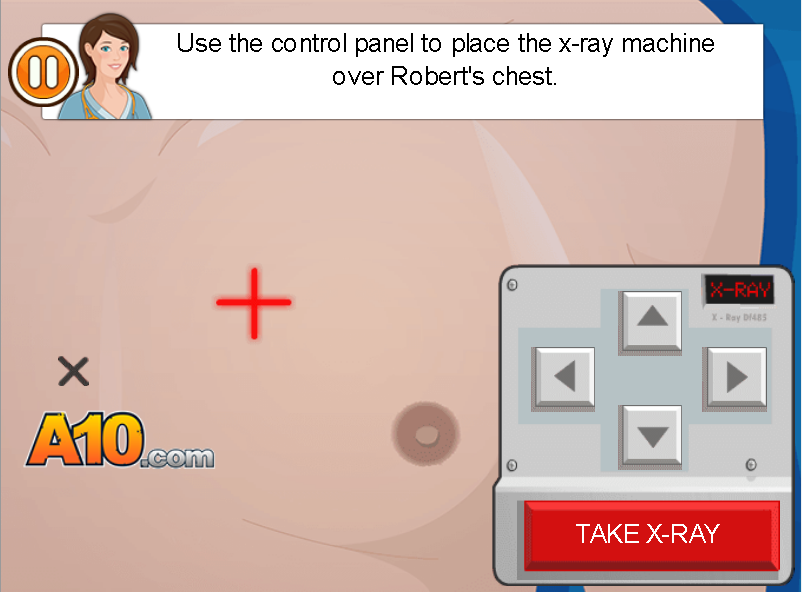 Use the control panel to place the x-ray machine
over Robert's chest.
X-RAY
X - Ray Df485
A10.com
TAKE X-RAY